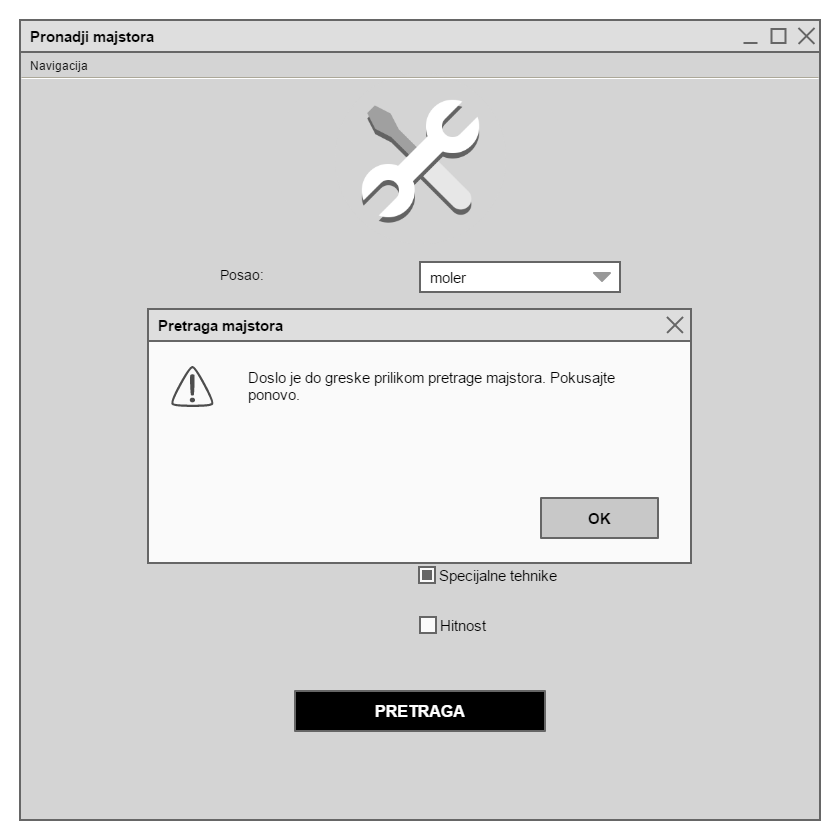 Pronadji majstora
Navigacija
Posao:
moler
Pretraga majstora
Doslo je do greske prilikom pretrage majstora. Pokusajte
ponovo.
OK
Specijalne tehnike
Hitnost
PRETRAGA